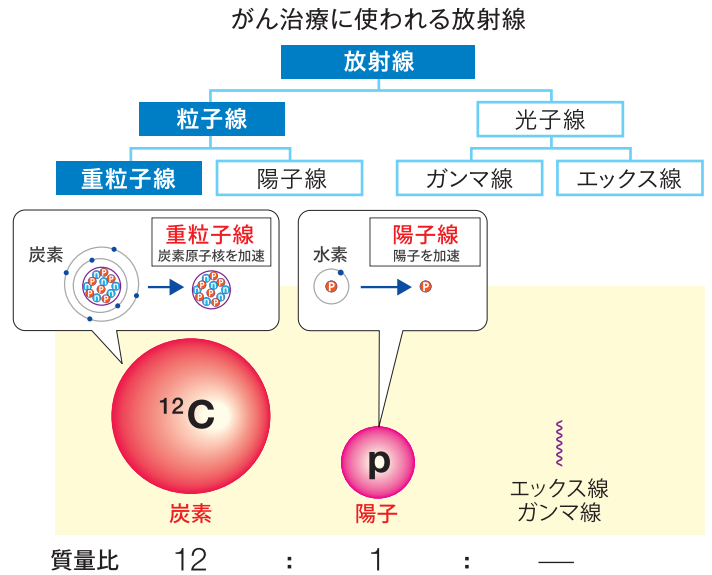 がん治療に使われる放射線
放射線
粒子線
光子線
重粒子線
陽子線
ガンマ線
エックス線
炭素
重粒子線
炭素原子核を加速
水素
陽子線
陽子を加速
P
P
12C
p
炭素
陽子
エックス線
ガンマ線
質量比 12 : 1 : —